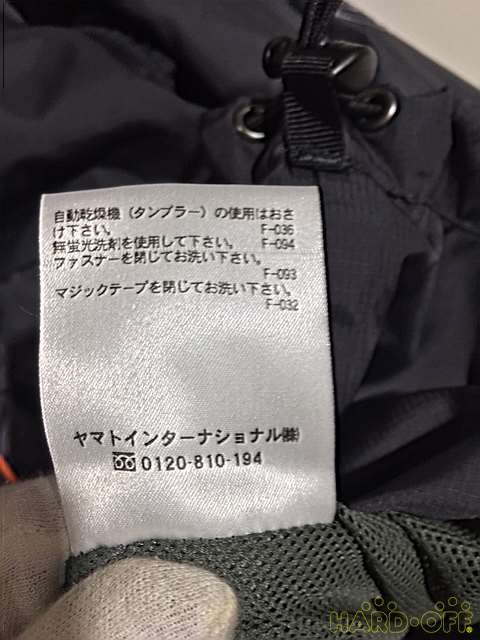 自動乾燥機(タンブラー)の使用はおさ
け下さい。 F-036
無蛍光洗剤を使用して下さい。 F-094
ファスナーを閉じてお洗い下さい。
F-093
マジックテープを閉じてお洗い下さい。
F-032
ヤマトインターナショナル㈱
0120-810-194
HARD-OFF